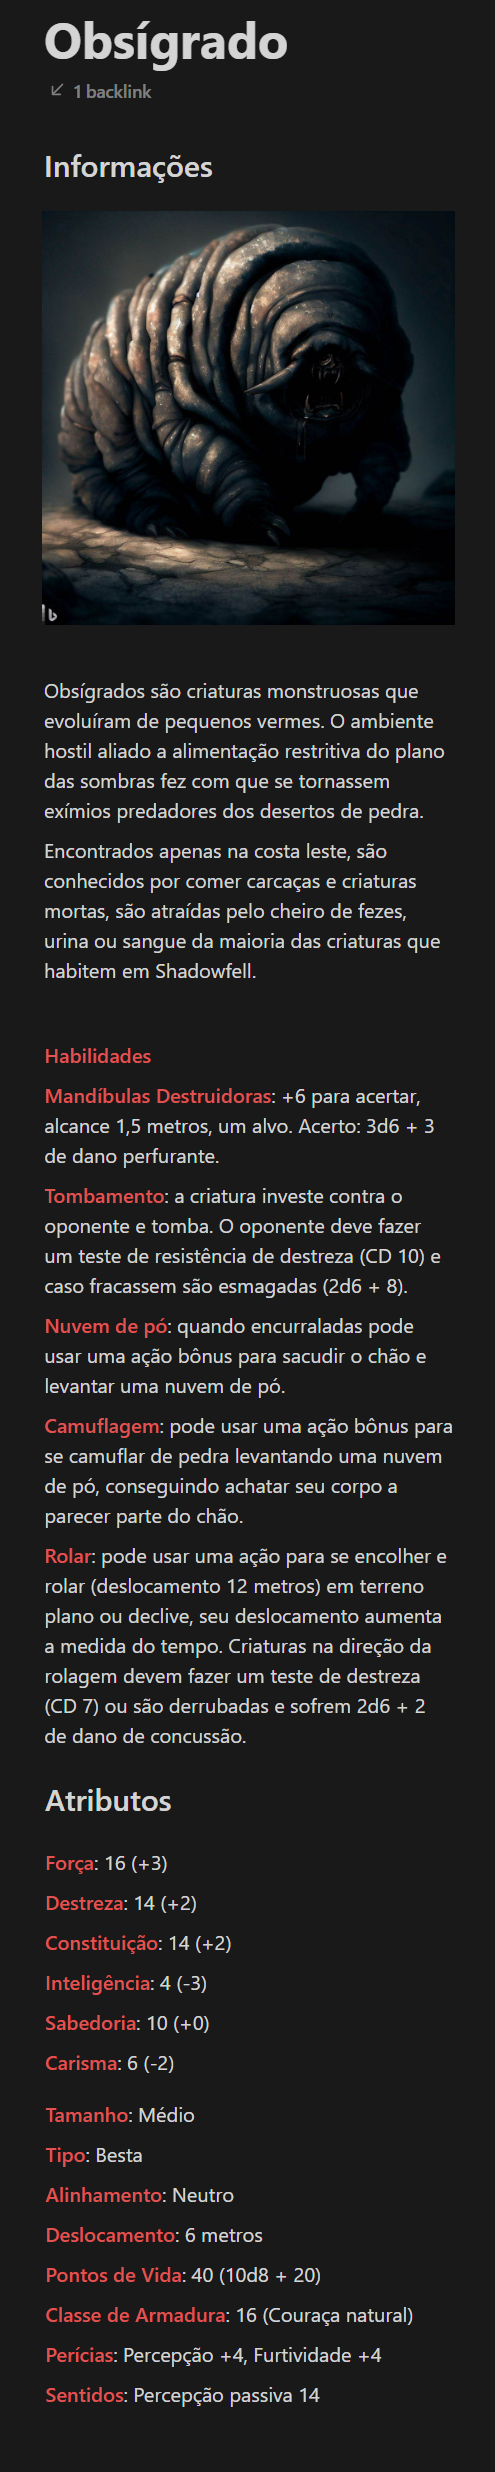 Obsígrado
1 backlink
Informações
b
Obsígrados são criaturas monstruosas que
evoluíram de pequenos vermes. O ambiente
hostil aliado a alimentação restritiva do plano
das sombras fez com que se tornassem
exímios predadores dos desertos de pedra.
Encontrados apenas na costa leste, são
conhecidos por comer carcaças e criaturas
mortas, são atraídas pelo cheiro de fezes,
urina ou sangue da maioria das criaturas que
habitem em Shadowfell.
Habilidades
Mandíbulas Destruidoras: +6 para acertar,
alcance 1,5 metros, um alvo. Acerto: 3d6 + 3
de dano perfurante.
Tombamento: a criatura investe contra o
oponente e tomba. O oponente deve fazer
um teste de resistência de destreza (CD 10) e
caso fracassem são esmagadas (2d6 + 8).
Nuvem de pó: quando encurraladas pode
usar uma ação bônus para sacudir o chão e
levantar uma nuvem de pó.
Camuflagem: pode usar uma ação bônus para
se camuflar de pedra levantando uma nuvem
de pó, conseguindo achatar seu corpo a
parecer parte do chão.
Rolar: pode usar uma ação para se encolher e
rolar (deslocamento 12 metros) em terreno
plano ou declive, seu deslocamento aumenta
a medida do tempo. Criaturas na direção da
rolagem devem fazer um teste de destreza
(CD 7) ou são derrubadas e sofrem 2d6 + 2
de dano de concussão.
Atributos
Força: 16 (+3)
Destreza: 14 (+2)
Constituição: 14 (+2)
Inteligência: 4 (-3)
Sabedoria: 10 (+0)
Carisma: 6 (-2)
Tamanho: Médio
Tipo: Besta
Alinhamento: Neutro
Deslocamento: 6 metros
Pontos de Vida: 40 (10d8 + 20)
Classe de Armadura: 16 (Couraça natural)
Perícias: Percepção +4, Furtividade +4
Sentidos: Percepção passiva 14